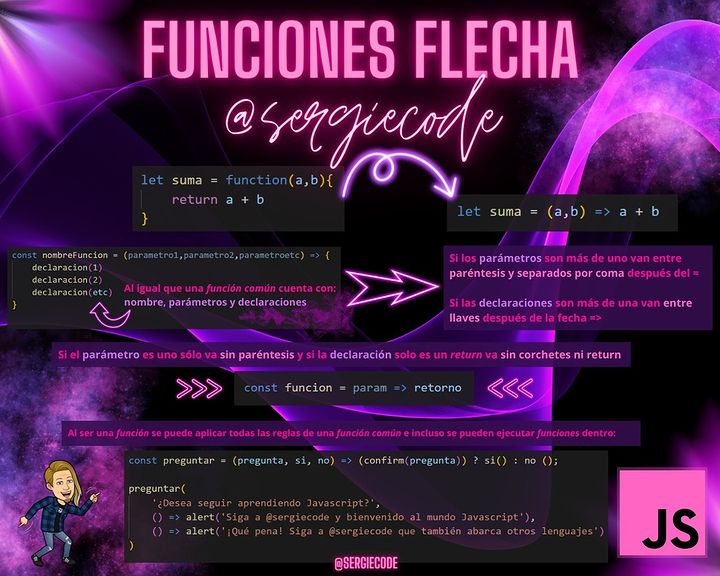 FUNCIONES FLECHA
@sergiecode
let suma = function(a,b){
return a + b
}
let suma = (a,b) => a + b
const nombreFuncion = (parametro1,parametro2,parametroetc) => {
declaracion(1)
declaracion(2)
declaracion(etc)
}
Al igual que una función común cuenta con:
nombre, parámetros y declaraciones
Si los parámetros son más de uno van entre
paréntesis y separados por coma después del =
Si las declaraciones son más de una van entre
llaves después de la fecha =>
Si el parámetro es uno sólo va sin paréntesis y si la declaración solo es un return va sin corchetes ni return
const funcion = param => retorno
Al ser una función se puede aplicar todas las reglas de una función común e incluso se pueden ejecutar funciones dentro:
const preguntar = (pregunta, si, no) => (confirm(pregunta)) ? si() : no ();
preguntar(
'¿Desea seguir aprendiendo Javascript?',
() => alert('Siga a @sergiecode y bienvenido al mundo Javascript'),
() => alert('¡Qué pena! Siga a @sergiecode que también abarca otros lenguajes')
)
JS
@SERGIECODE